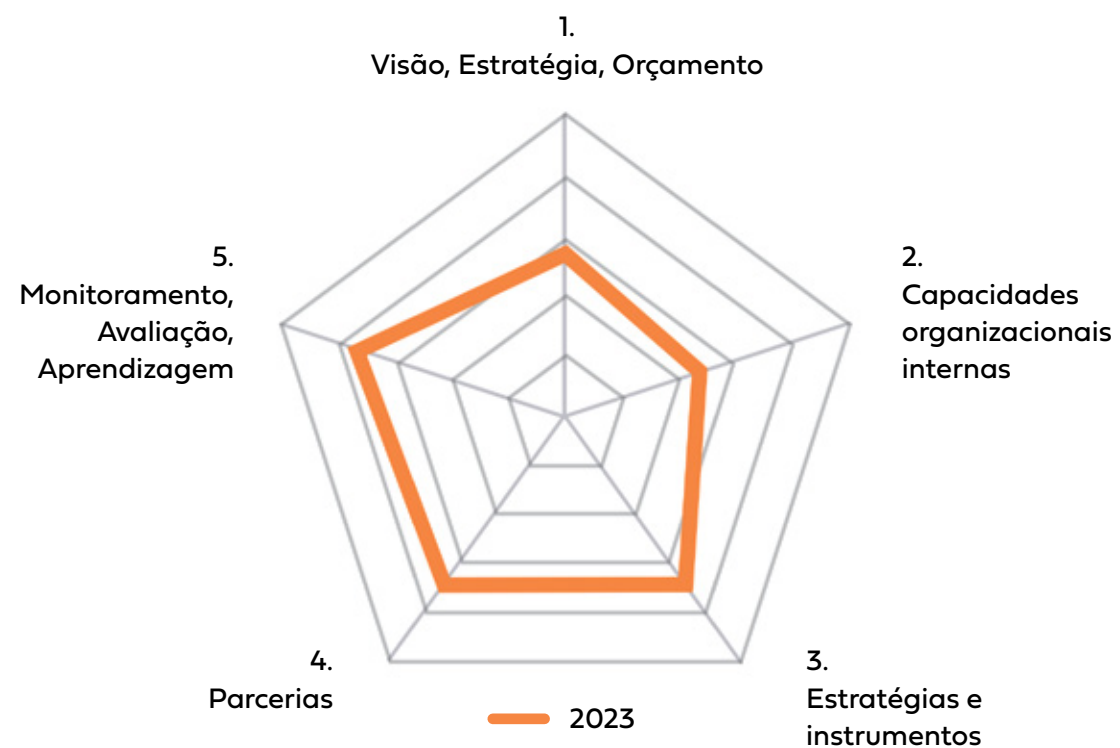 1.
Visão, Estratégia, Orçamento
2.
Capacidades
organizacionais
internas
3.
Estratégias e
instrumentos
4.
Parcerias
5.
Monitoramento,
Avaliação,
Aprendizagem
2023